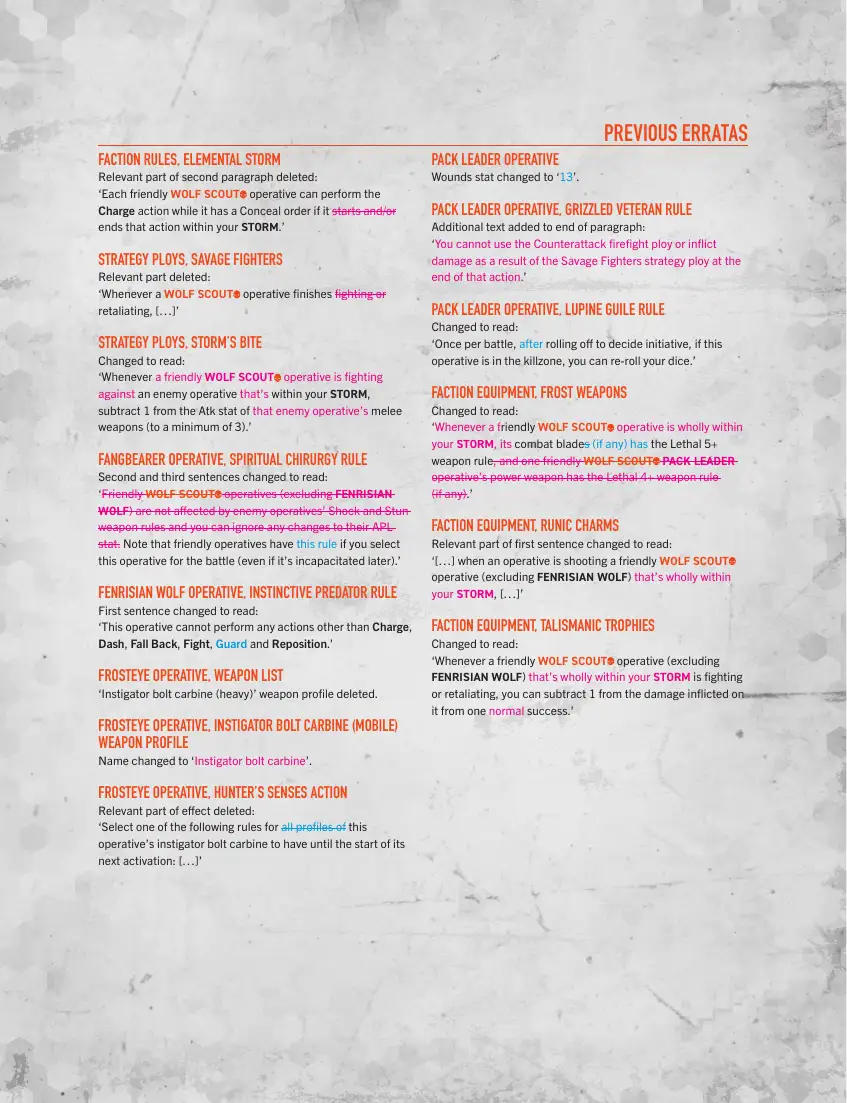 PREVIOUS ERRATAS
FACTION RULES, ELEMENTAL STORM
Relevant part of second paragraph deleted:
‘Each friendly WOLF SCOUT operative can perform the
Charge action while it has a Conceal order if it starts and/or
ends that action within your STORM.’
STRATEGY PLOYS, SAVAGE FIGHTERS
Relevant part deleted:
‘Whenever a WOLF SCOUT operative finishes fighting or
retaliating, […]’
STRATEGY PLOYS, STORM’S BITE
Changed to read:
‘Whenever a friendly WOLF SCOUT operative is fighting
against an enemy operative that’s within your STORM,
subtract 1 from the Atk stat of that enemy operative’s melee
weapons (to a minimum of 3).’
FANGBEARER OPERATIVE, SPIRITUAL CHIRURGY RULE
Second and third sentences changed to read:
‘Friendly WOLF SCOUT operatives (excluding FENRISIAN
WOLF) are not affected by enemy operatives’ Shock and Stun
weapon rules and you can ignore any changes to their APL
stat. Note that friendly operatives have this rule if you select
this operative for the battle (even if it’s incapacitated later).’
FENRISIAN WOLF OPERATIVE, INSTINCTIVE PREDATOR RULE
First sentence changed to read:
‘This operative cannot perform any actions other than Charge,
Dash, Fall Back, Fight, Guard and Reposition.’
FROSTEYE OPERATIVE, WEAPON LIST
‘Instigator bolt carbine (heavy)’ weapon profile deleted.
FROSTEYE OPERATIVE, INSTIGATOR BOLT CARBINE (MOBILE)
WEAPON PROFILE
Name changed to ‘Instigator bolt carbine’.
FROSTEYE OPERATIVE, HUNTER’S SENSES ACTION
Relevant part of effect deleted:
‘Select one of the following rules for all profiles of this
operative’s instigator bolt carbine to have until the start of its
next activation: […]’
PACK LEADER OPERATIVE
Wounds stat changed to ‘13’.
PACK LEADER OPERATIVE, GRIZZLED VETERAN RULE
Additional text added to end of paragraph:
‘You cannot use the Counterattack firefight ploy or inflict
damage as a result of the Savage Fighters strategy ploy at the
end of that action.’
PACK LEADER OPERATIVE, LUPINE GUILE RULE
Changed to read:
‘Once per battle, after rolling off to decide initiative, if this
operative is in the killzone, you can re-roll your dice.’
FACTION EQUIPMENT, FROST WEAPONS
Changed to read:
‘Whenever a friendly WOLF SCOUT operative is wholly within
your STORM, its combat blades (if any) has the Lethal 5+
weapon rule, and one friendly WOLF SCOUT PACK LEADER
operative’s power weapon has the Lethal 4+ weapon rule
(if any).’
FACTION EQUIPMENT, RUNIC CHARMS
Relevant part of first sentence changed to read:
‘[…] when an operative is shooting a friendly WOLF SCOUT
operative (excluding FENRISIAN WOLF) that’s wholly within
your STORM, […]’
FACTION EQUIPMENT, TALISMANIC TROPHIES
Changed to read:
‘Whenever a friendly WOLF SCOUT operative (excluding
FENRISIAN WOLF) that’s wholly within your STORM is fighting
or retaliating, you can subtract 1 from the damage inflicted on
it from one normal success.’